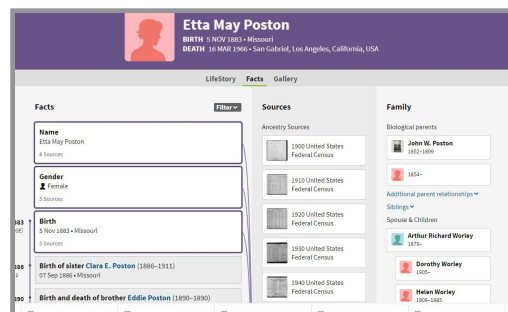 Etta May Poston
BIRTH 5 NOV 1883 • Missouri
DEATH 16 MAR 1966 • San Gabriel, Los Angeles, California, USA
LifeStory Facts Gallery
Facts
Filter
Name
Etta May Poston
6 Sources
Gender
Female
5 Sources
Birth
5 Nov 1883 • Missouri
5 Sources
Birth of sister Clara E. Poston (1886–1911)
07 Sep 1886 • Missouri
Birth and death of brother Eddie Poston (1890–1890)
Sources
Ancestry Sources
1900 United States
Federal Census
1910 United States
Federal Census
1920 United States
Federal Census
1930 United States
Federal Census
1940 United States
Federal Census
Family
Biological parents
John W. Poston
1852–1899
1854–
Additional parent relationships
Siblings
Spouse & Children
Arthur Richard Worley
1879–
Dorothy Worley
1905–
Helen Worley
1908–1985